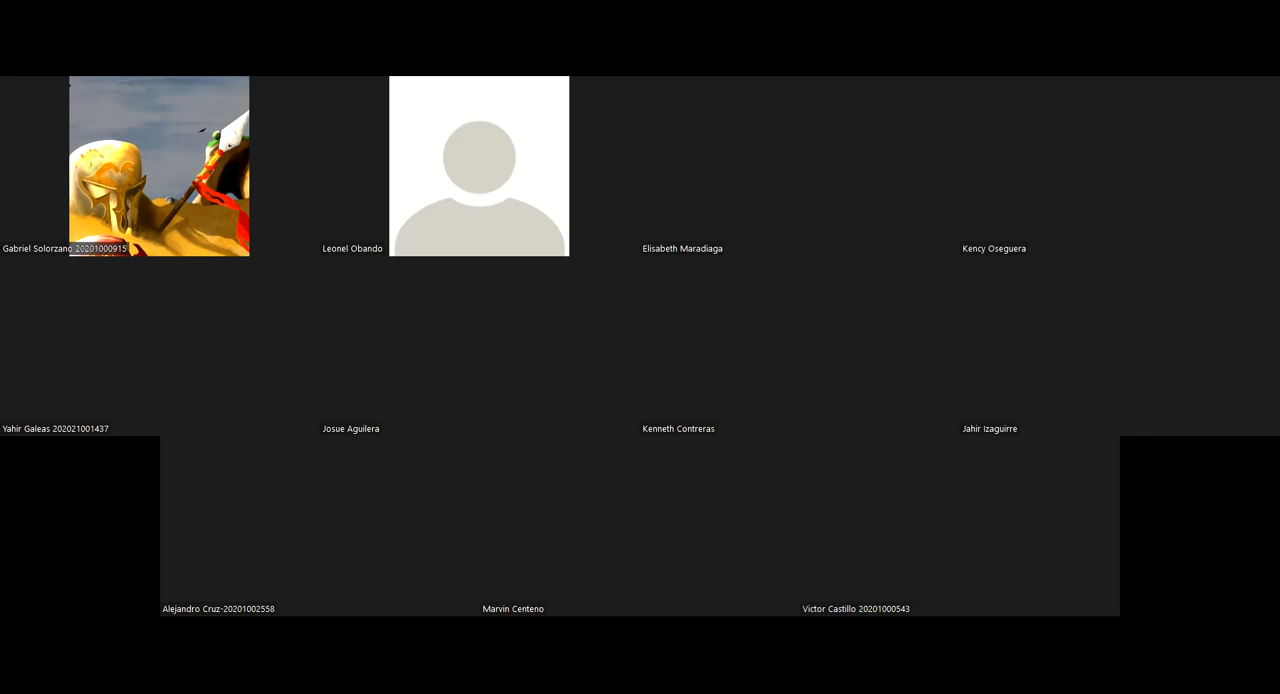 Gabriel Solorzano 20201000915
Leonel Obando
Elisabeth Maradiaga
Kency Oseguera
Yahir Galeas 202021001437
Josue Aguilera
Kenneth Contreras
Jahir Izaguirre
Alejandro Cruz-20201002558
Marvin Centeno
Victor Castillo 20201000543